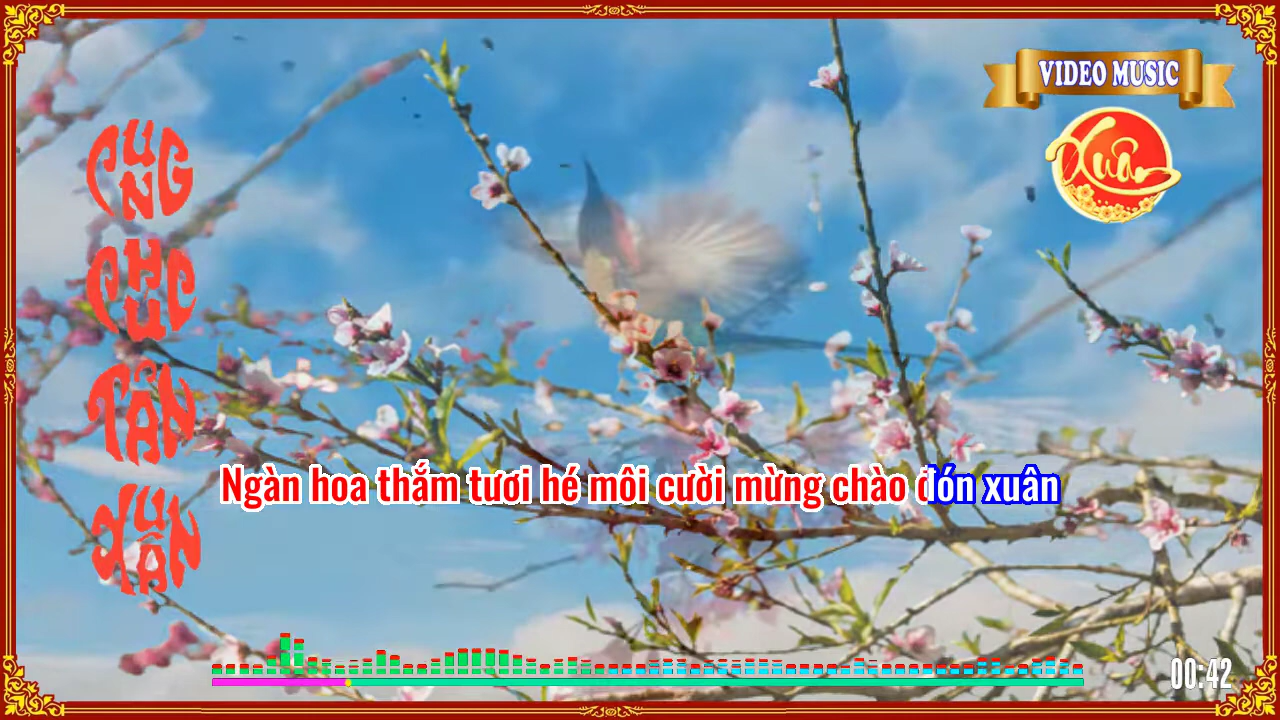 VIDEO MUSIC
Xuân
CUNG
CHÚC
TÂN
XUÂN
Ngàn hoa thắm tươi hé môi cười mừng chào đón xuân
00:42